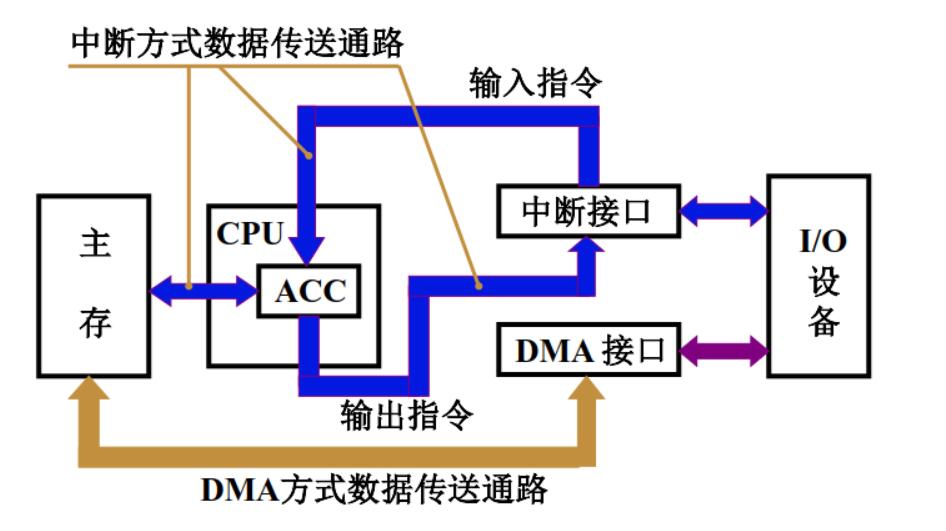 中断方式数据传送通路
输入指令
主
存
CPU
ACC
中断接口
DMA 接口
I/O
设
备
输出指令
DMA方式数据传送通路